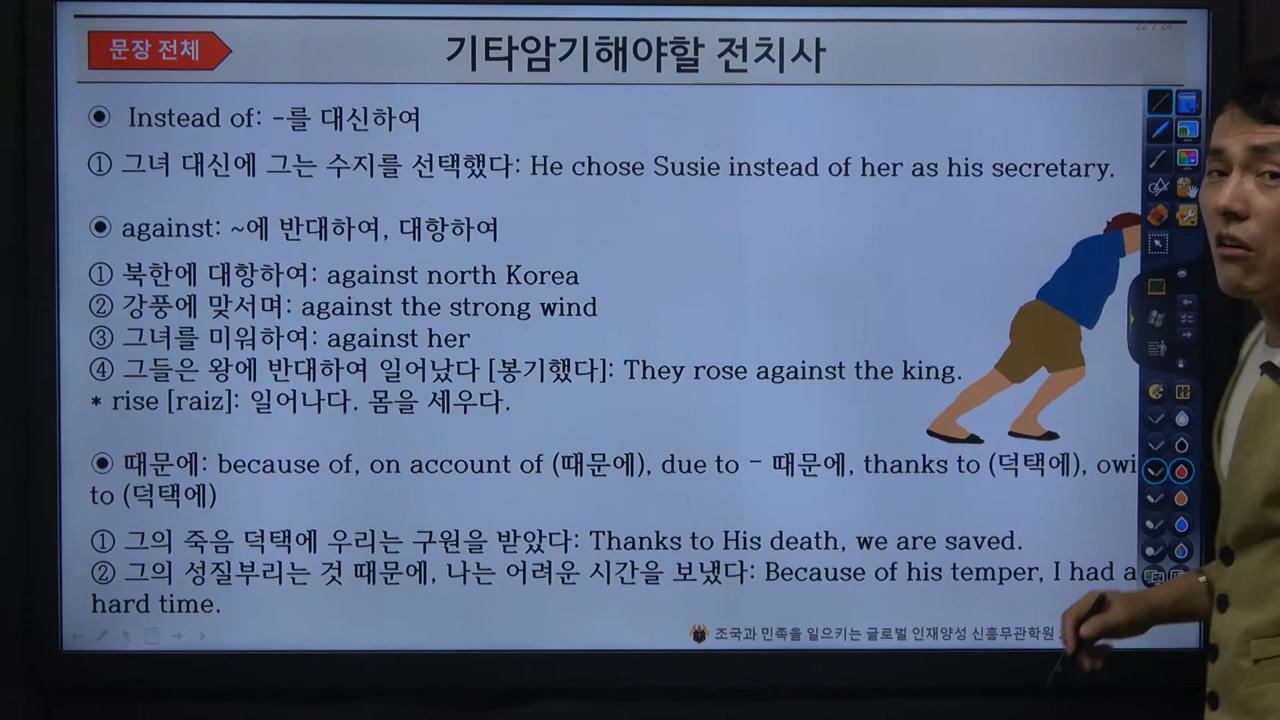 문장 전체
기타암기해야할 전치사
⦿ Instead of: -를 대신하여
① 그녀 대신에 그는 수지를 선택했다: He chose Susie instead of her as his secretary.
⦿ against: ~에 반대하여, 대항하여
① 북한에 대항하여: against north Korea
② 강풍에 맞서며: against the strong wind
③ 그녀를 미워하여: against her
④ 그들은 왕에 반대하여 일어났다 [봉기했다]: They rose against the king.
* rise [raiz]: 일어나다. 몸을 세우다.
⦿ 때문에: because of, on account of (때문에), due to - 때문에, thanks to (덕택에), owi
to (덕택에)
① 그의 죽음 덕택에 우리는 구원을 받았다: Thanks to His death, we are saved.
② 그의 성질부리는 것 때문에, 나는 어려운 시간을 보냈다: Because of his temper, I had a
hard time.
조국과 민족을 일으키는 글로벌 인재양성 신흥무관학원